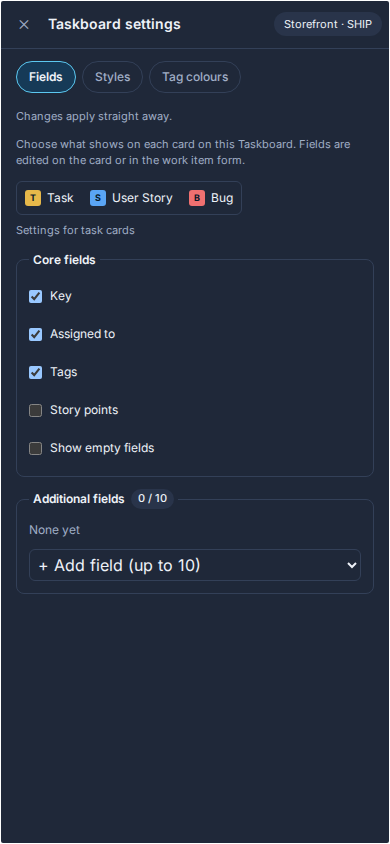 Taskboard settings
Storefront · SHIP
Fields
Styles
Tag colours
Changes apply straight away.
Choose what shows on each card on this Taskboard. Fields are
edited on the card or in the work item form.
T Task
S User Story
B Bug
Settings for task cards
Core fields
Key
Assigned to
Tags
Story points
Show empty fields
Additional fields 0 / 10
None yet
+ Add field (up to 10)